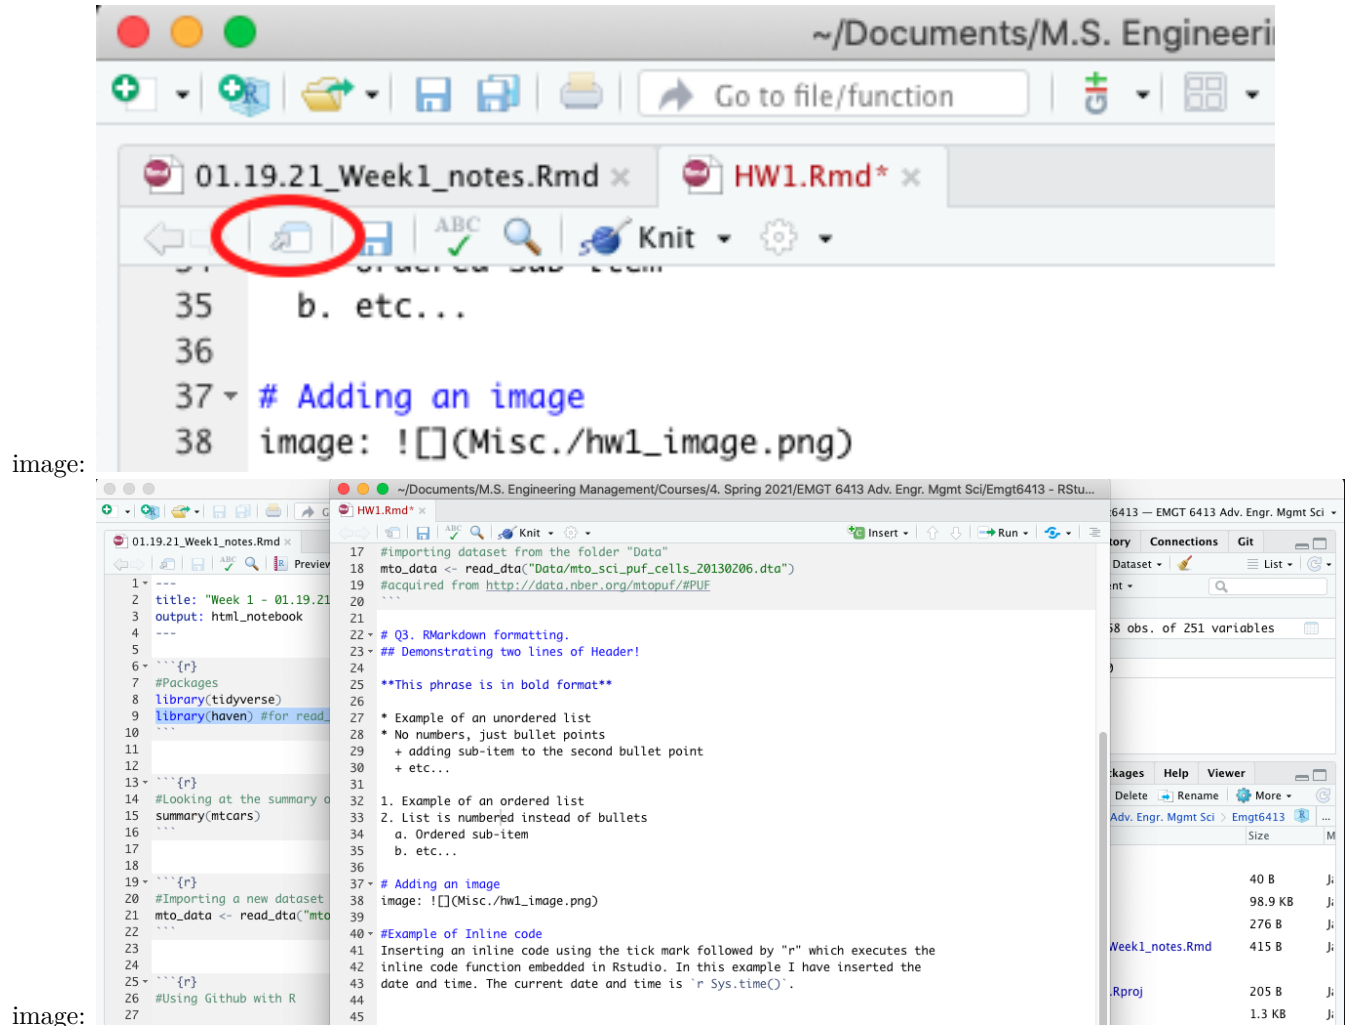 ~/Documents/M.S. Engineeri
Go to file/function
Git
01.19.21_Week1_notes.Rmd
HW1.Rmd*
ABC
Knit
35 b. etc...
36
37 # Adding an image
38 image: ![](Misc./hw1_image.png)
image:
~/Documents/M.S. Engineering Management/Courses/4. Spring 2021/EMGT 6413 Adv. Engr. Mgmt Sci/Emgt6413 - RStu...
G
01.19.21_Week1_notes.Rmd
ABC
Preview
1 ---
2 title: "Week 1 - 01.19.21
3 output: html_notebook
4 ---
5
6 ```{r}
7 #Packages
8 library(tidyverse)
9 library(haven) #for read_
10 ```
11
12
13 ```{r}
14 #Looking at the summary o
15 summary(mtcars)
16 ```
17
18
19 ```{r}
20 #Importing a new dataset
21 mto_data <- read_dta("mto
22 ```
23
24
25 ```{r}
26 #Using Github with R
27
HW1.Rmd*
ABC
Knit
Insert
Run
17 #importing dataset from the folder "Data"
18 mto_data <- read_dta("Data/mto_sci_puf_cells_20130206.dta")
19 #acquired from http://data.nber.org/mtopuf/#PUF
20 ```
21
22 # Q3. RMarkdown formatting.
23 ## Demonstrating two lines of Header!
24
25 **This phrase is in bold format**
26
27 * Example of an unordered list
28 * No numbers, just bullet points
29 + adding sub-item to the second bullet point
30 + etc...
31
32 1. Example of an ordered list
33 2. List is numbered instead of bullets
34 a. Ordered sub-item
35 b. etc...
36
37 # Adding an image
38 image: ![](Misc./hw1_image.png)
39
40 #Example of Inline code
41 Inserting an inline code using the tick mark followed by "r" which executes the
42 inline code function embedded in Rstudio. In this example I have inserted the
43 date and time. The current date and time is `r Sys.time()`.
44
45
6413 — EMGT 6413 Adv. Engr. Mgmt Sci
tory Connections Git
Dataset List
nt
58 obs. of 251 variables
ckages Help Viewer
Delete Rename More
Adv. Engr. Mgmt Sci > Emgt6413 ...
Size M
40 B
98.9 KB
276 B
Week1_notes.Rmd 415 B
.Rproj 205 B
1.3 KB
image: